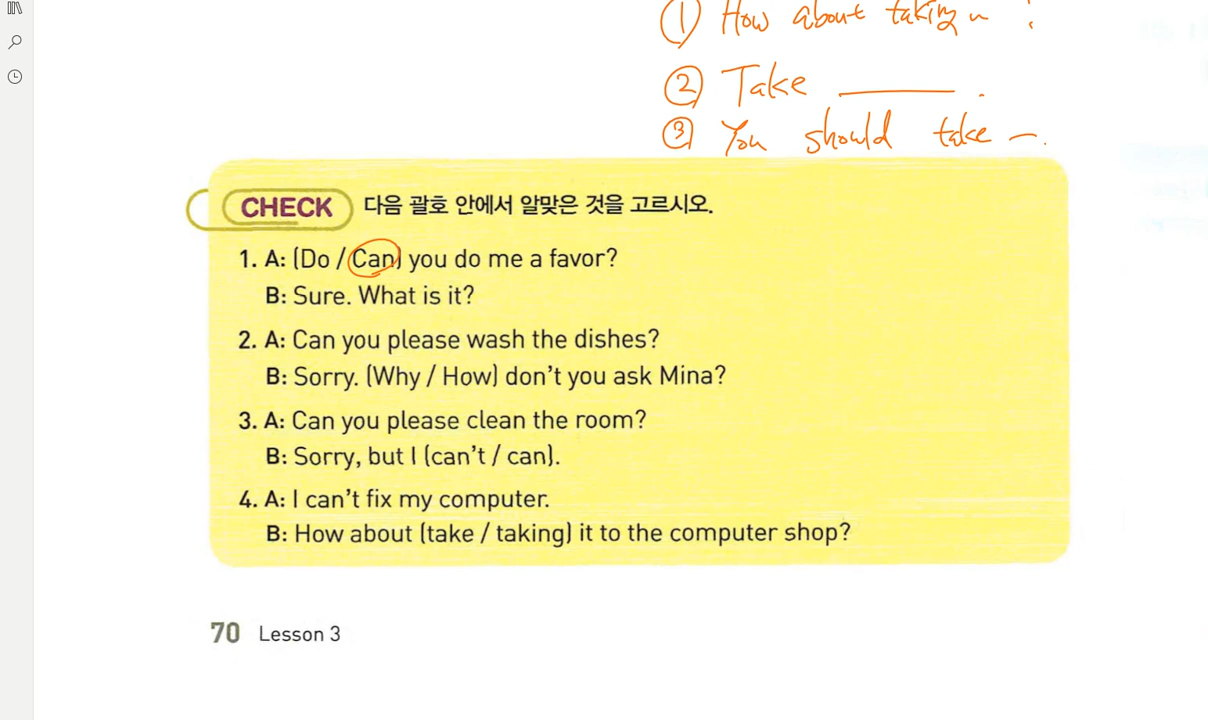 ① How about taking ~ ?
② Take ______ .
③ You should take ~.
CHECK 다음 괄호 안에서 알맞은 것을 고르시오.
1. A: (Do / Can) you do me a favor?
B: Sure. What is it?
2. A: Can you please wash the dishes?
B: Sorry. (Why / How) don't you ask Mina?
3. A: Can you please clean the room?
B: Sorry, but I (can't / can).
4. A: I can't fix my computer.
B: How about (take / taking) it to the computer shop?
70 Lesson 3